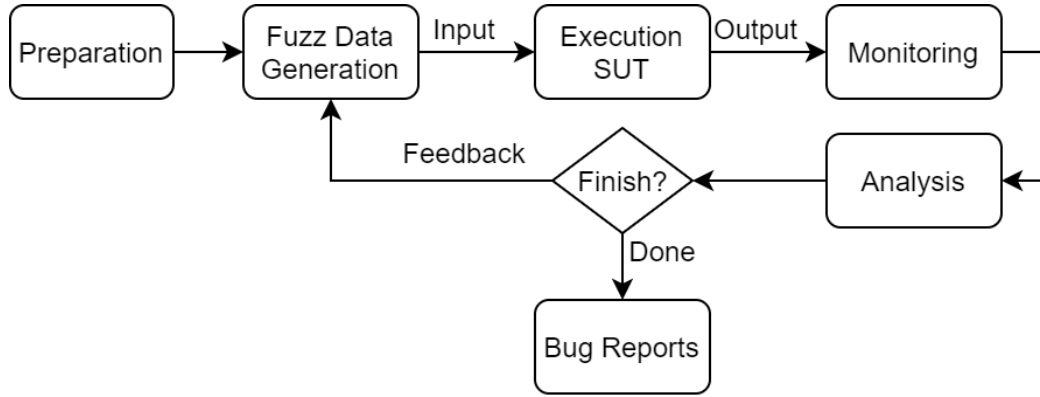 Preparation
Fuzz Data
Generation
Input
Execution
SUT
Output
Monitoring
Feedback
Finish?
Analysis
Done
Bug Reports